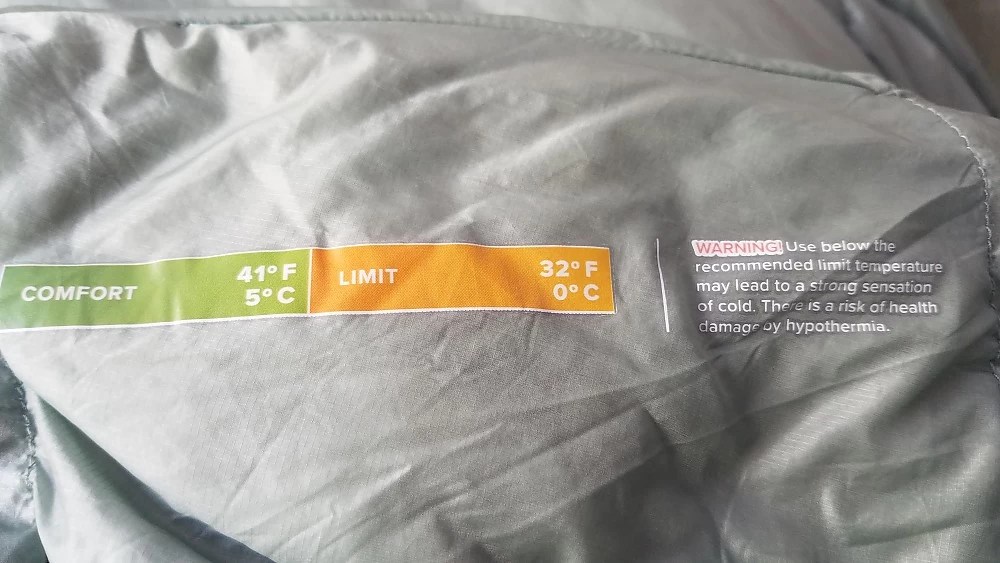 COMFORT
41° F
5° C
LIMIT
32° F
0° C
WARNING! Use below the
recommended limit temperature
may lead to a strong sensation
of cold. There is a risk of health
damage by hypothermia.